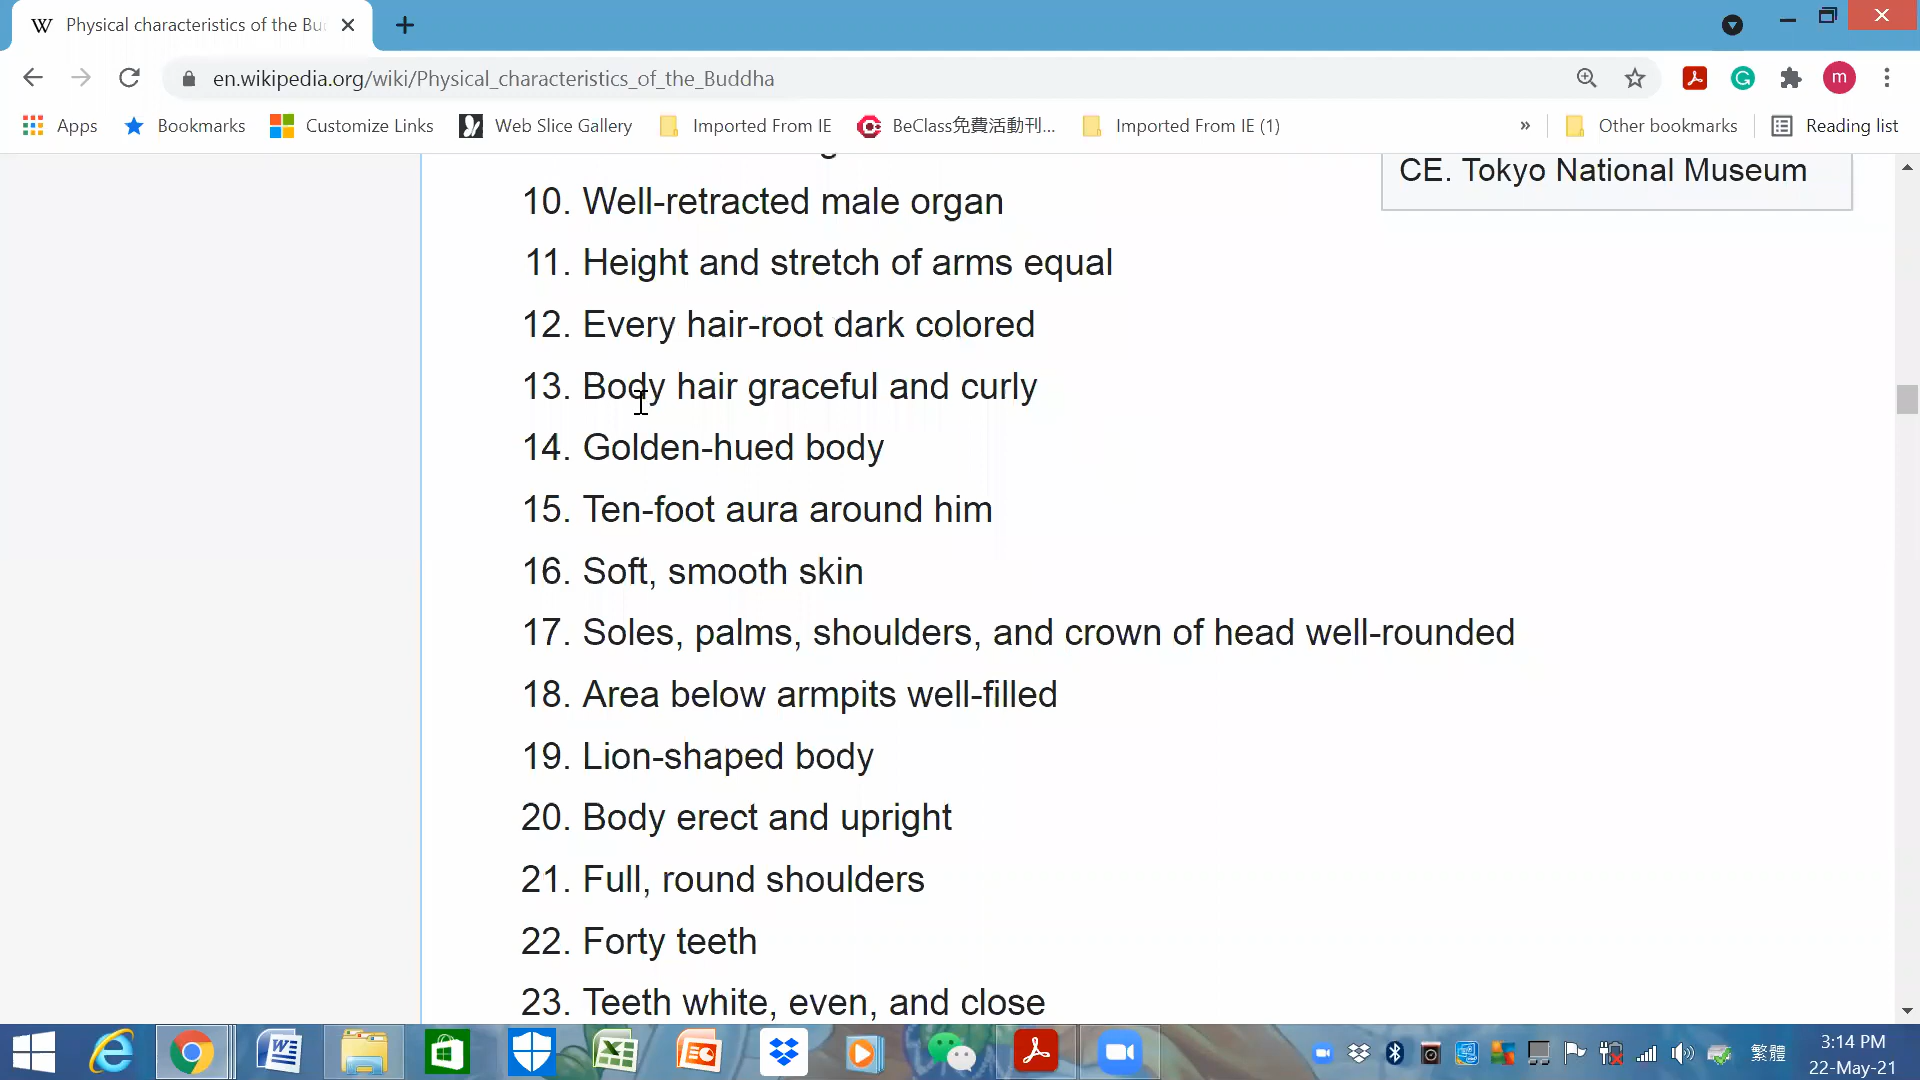 Physical characteristics of the Bu
en.wikipedia.org/wiki/Physical_characteristics_of_the_Buddha
m
Apps
Bookmarks
Customize Links
Web Slice Gallery
Imported From IE
BeClass免費活動刊...
Imported From IE (1)
»
Other bookmarks
Reading list
CE. Tokyo National Museum
10. Well-retracted male organ
11. Height and stretch of arms equal
12. Every hair-root dark colored
13. Body hair graceful and curly
14. Golden-hued body
15. Ten-foot aura around him
16. Soft, smooth skin
17. Soles, palms, shoulders, and crown of head well-rounded
18. Area below armpits well-filled
19. Lion-shaped body
20. Body erect and upright
21. Full, round shoulders
22. Forty teeth
23. Teeth white, even, and close
繁體
3:14 PM
22-May-21